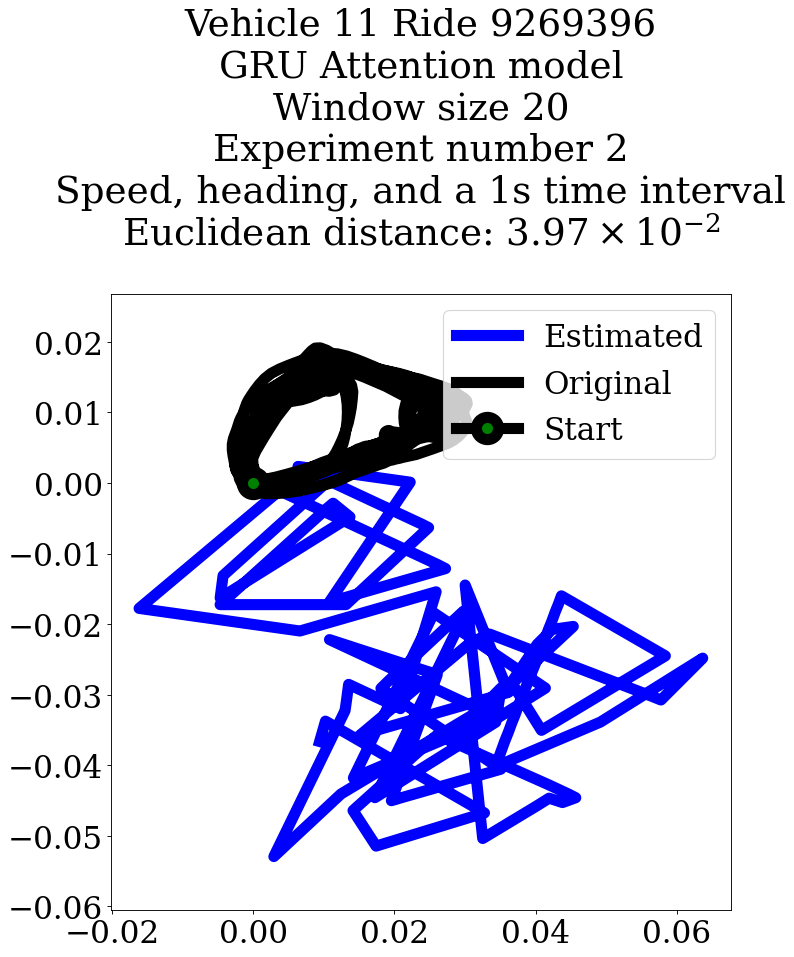 Vehicle 11 Ride 9269396
GRU Attention model
Window size 20
Experiment number 2
Speed, heading, and a 1s time interval
Euclidean distance: 3.97 × 10⁻²
Estimated
Original
Start
0.02
0.01
0.00
−0.01
−0.02
−0.03
−0.04
−0.05
−0.06
−0.02 0.00 0.02 0.04 0.06